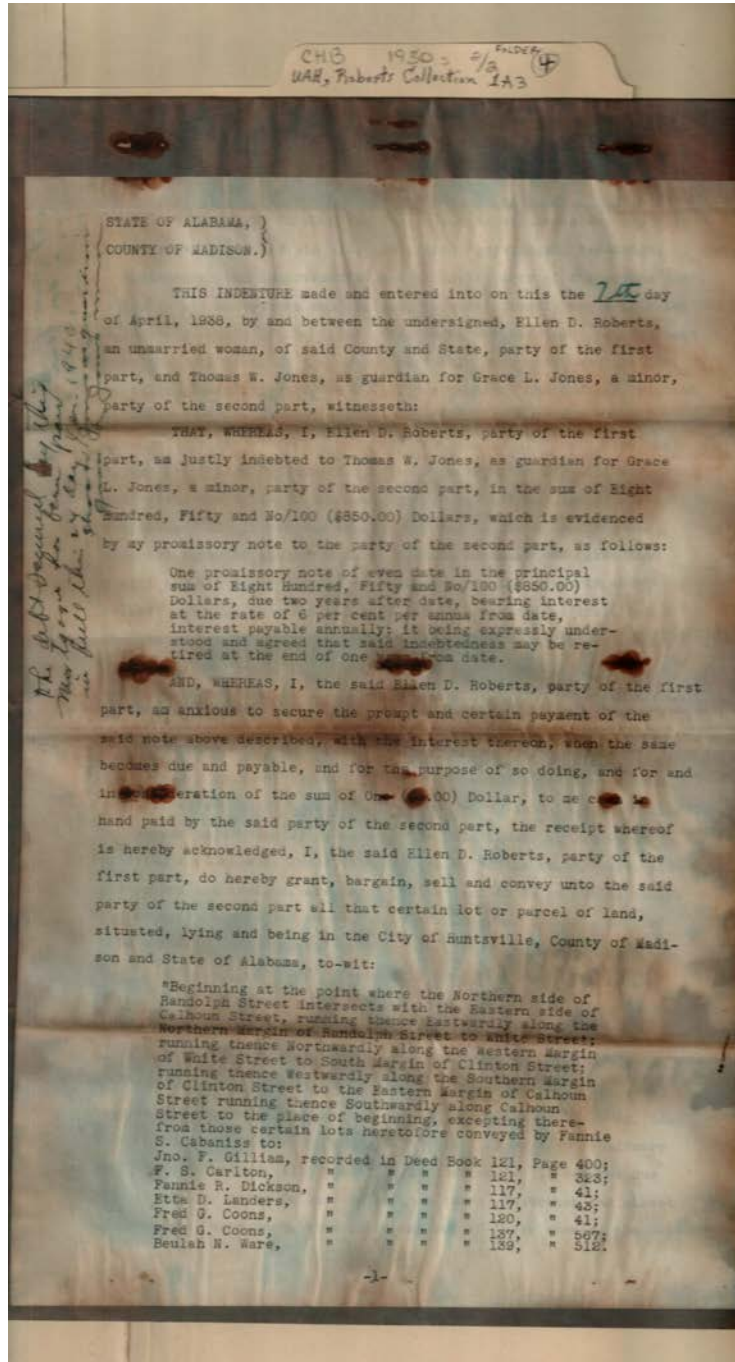 CHB 1930s 2/2 FOLDER 4
UAH, Roberts Collection 1A3
STATE OF ALABAMA, )
COUNTY OF MADISON.)
THIS INDENTURE made and entered into on this the 7th day
of April, 1938, by and between the undersigned, Ellen D. Roberts,
an unmarried woman, of said County and State, party of the first
part, and Thomas W. Jones, as guardian for Grace L. Jones, a minor,
party of the second part, witnesseth:
THAT, WHEREAS, I, Ellen D. Roberts, party of the first
part, am justly indebted to Thomas W. Jones, as guardian for Grace
L. Jones, a minor, party of the second part, in the sum of Eight
Hundred, Fifty and No/100 ($850.00) Dollars, which is evidenced
by my promissory note to the party of the second part, as follows:
One promissory note of even date in the principal
sum of Eight Hundred, Fifty and No/100 ($850.00)
Dollars, due two years after date, bearing interest
at the rate of 6 per cent per annum from date,
interest payable annually; it being expressly under-
stood and agreed that said indebtedness may be re-
tired at the end of one from date.
AND, WHEREAS, I, the said Ellen D. Roberts, party of the first
part, am anxious to secure the prompt and certain payment of the
said note above described, with the interest thereon, when the same
becomes due and payable, and for the purpose of so doing, and for and
in eration of the sum of One .00) Dollar, to me in
hand paid by the said party of the second part, the receipt whereof
is hereby acknowledged, I, the said Ellen D. Roberts, party of the
first part, do hereby grant, bargain, sell and convey unto the said
party of the second part all that certain lot or parcel of land,
situated, lying and being in the City of Huntsville, County of Madi-
son and State of Alabama, to-wit:
"Beginning at the point where the Northern side of
Randolph Street intersects with the Eastern side of
Calhoun Street, running thence Eastwardly along the
Northern Margin of Randolph Street to White Street;
running thence Northwardly along the Western Margin
of White Street to South Margin of Clinton Street;
running thence Westwardly along the Southern Margin
of Clinton Street to the Eastern Margin of Calhoun
Street running thence Southwardly along Calhoun
Street to the place of beginning, excepting there-
from those certain lots heretofore conveyed by Fannie
S. Cabaniss to:
Jno. F. Gilliam, recorded in Deed Book 121, Page 400;
F. S. Carlton, " " " " 121, " 323;
Fannie R. Dickson, " " " " 117, " 41;
Etta D. Landers, " " " " 117, " 43;
Fred G. Coons, " " " " 120, " 41;
Fred G. Coons, " " " " 137, " 567;
Beulah N. Ware, " " " " 139, " 512.
-1-
the debt secured by this
has been paid
in full this day 1940